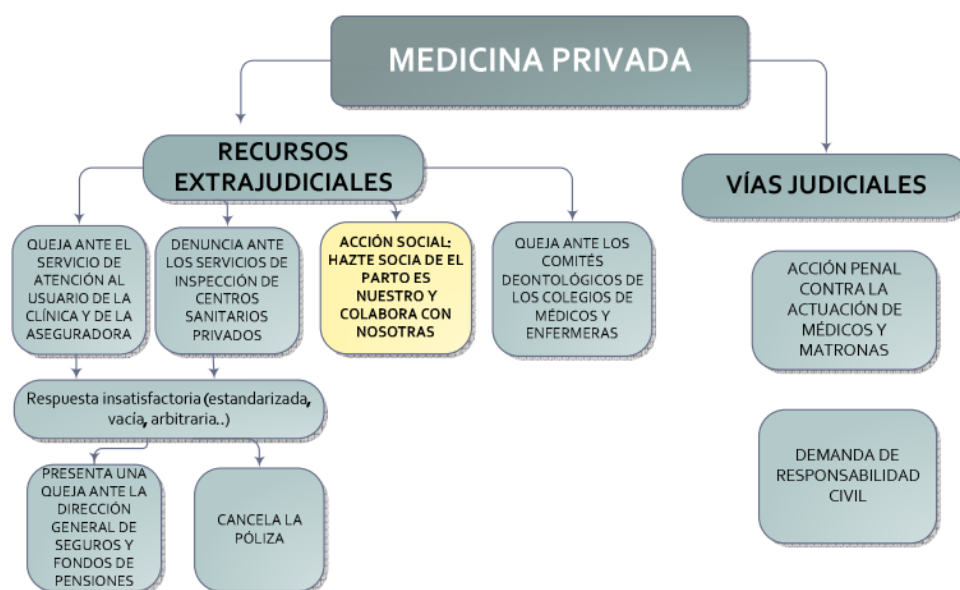 MEDICINA PRIVADA
RECURSOS
EXTRAJUDICIALES
VÍAS JUDICIALES
QUEJA ANTE EL
SERVICIO DE
ATENCIÓN AL
USUARIO DE LA
CLÍNICA Y DE LA
ASEGURADORA
DENUNCIA ANTE
LOS SERVICIOS DE
INSPECCIÓN DE
CENTROS
SANITARIOS
PRIVADOS
ACCIÓN SOCIAL:
HAZTE SOCIA DE EL
PARTO ES
NUESTRO Y
COLABORA CON
NOSOTRAS
QUEJA ANTE LOS
COMITÉS
DEONTOLÓGICOS DE
LOS COLEGIOS DE
MÉDICOS Y
ENFERMERAS
ACCIÓN PENAL
CONTRA LA
ACTUACIÓN DE
MÉDICOS Y
MATRONAS
Respuesta insatisfactoria (estandarizada,
vacía, arbitraria..)
PRESENTA UNA
QUEJA ANTE LA
DIRECCIÓN
GENERAL DE
SEGUROS Y
FONDOS DE
PENSIONES
CANCELA LA
PÓLIZA
DEMANDA DE
RESPONSABILIDAD
CIVIL